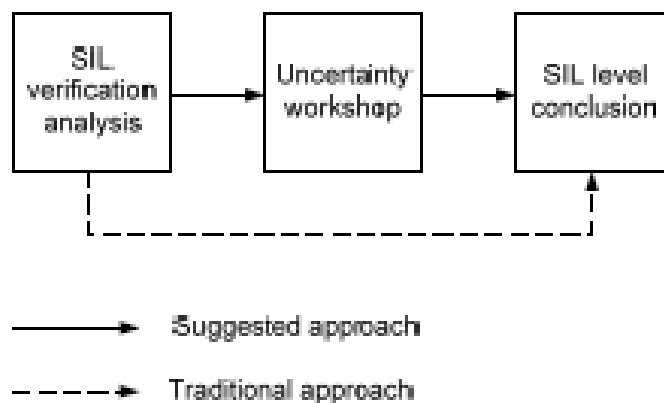 SIL
verification
analysis
Uncertainty
workshop
SIL level
conclusion
Suggested approach
Traditional approach